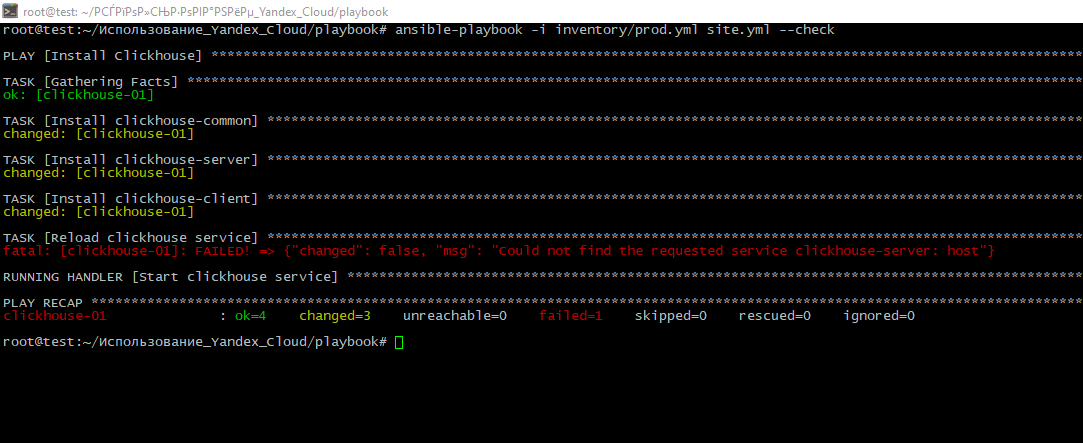 root@test: ~/РСЃРїРѕР»СЊР·РѕРІР°РЅРёРµ_Yandex_Cloud/playbook
root@test:~/Использование_Yandex_Cloud/playbook# ansible-playbook -i inventory/prod.yml site.yml --check
PLAY [Install Clickhouse] **************************************************************************************************************
TASK [Gathering Facts] *****************************************************************************************************************
ok: [clickhouse-01]
TASK [Install clickhouse-common] *******************************************************************************************************
changed: [clickhouse-01]
TASK [Install clickhouse-server] *******************************************************************************************************
changed: [clickhouse-01]
TASK [Install clickhouse-client] *******************************************************************************************************
changed: [clickhouse-01]
TASK [Reload clickhouse service] *******************************************************************************************************
fatal: [clickhouse-01]: FAILED! => {"changed": false, "msg": "Could not find the requested service clickhouse-server: host"}
RUNNING HANDLER [Start clickhouse service] *********************************************************************************************
PLAY RECAP *****************************************************************************************************************************
clickhouse-01 : ok=4 changed=3 unreachable=0 failed=1 skipped=0 rescued=0 ignored=0
root@test:~/Использование_Yandex_Cloud/playbook#